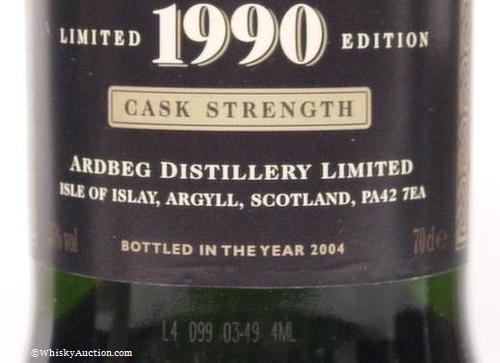 LIMITED 1990 EDITION
CASK STRENGTH
ARDBEG DISTILLERY LIMITED
ISLE OF ISLAY, ARGYLL, SCOTLAND, PA42 7EA
% vol 70cl e
BOTTLED IN THE YEAR 2004
L4 099 03:49 4ML
©WhiskyAuction.com